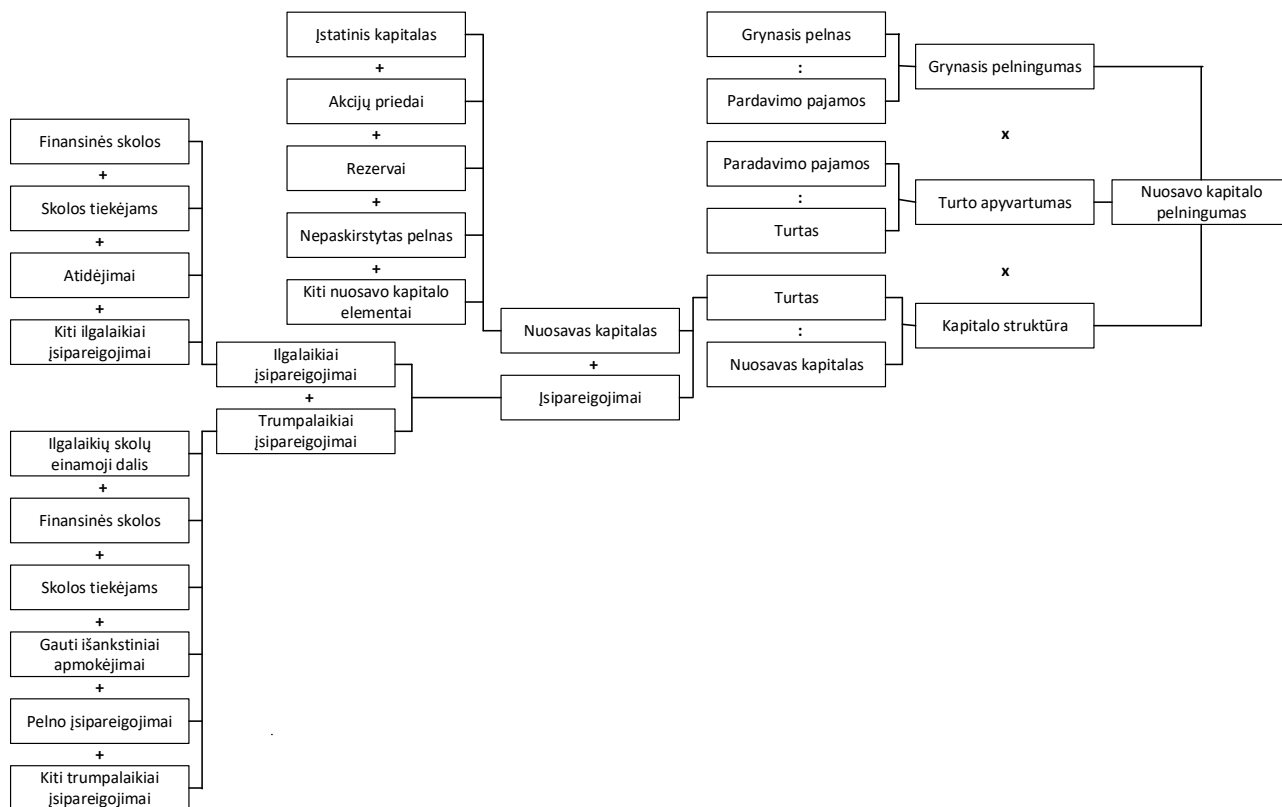 Įstatinis kapitalas
+
Akcijų priedai
+
Rezervai
+
Nepaskirstytas pelnas
+
Kiti nuosavo kapitalo
elementai
Finansinės skolos
+
Skolos tiekėjams
+
Atidėjimai
+
Kiti ilgalaikiai
įsipareigojimai
Ilgalaikiai
įsipareigojimai
+
Trumpalaikiai
įsipareigojimai
Ilgalaikių skolų
einamoji dalis
+
Finansinės skolos
+
Skolos tiekėjams
+
Gauti išankstiniai
apmokėjimai
+
Pelno įsipareigojimai
+
Kiti trumpalaikiai
įsipareigojimai
Nuosavas kapitalas
+
Įsipareigojimai
Grynasis pelnas
:
Pardavimo pajamos
Paradavimo pajamos
:
Turtas
Turtas
:
Nuosavas kapitalas
Grynasis pelningumas
x
Turto apyvartumas
x
Kapitalo struktūra
Nuosavo kapitalo
pelningumas
.